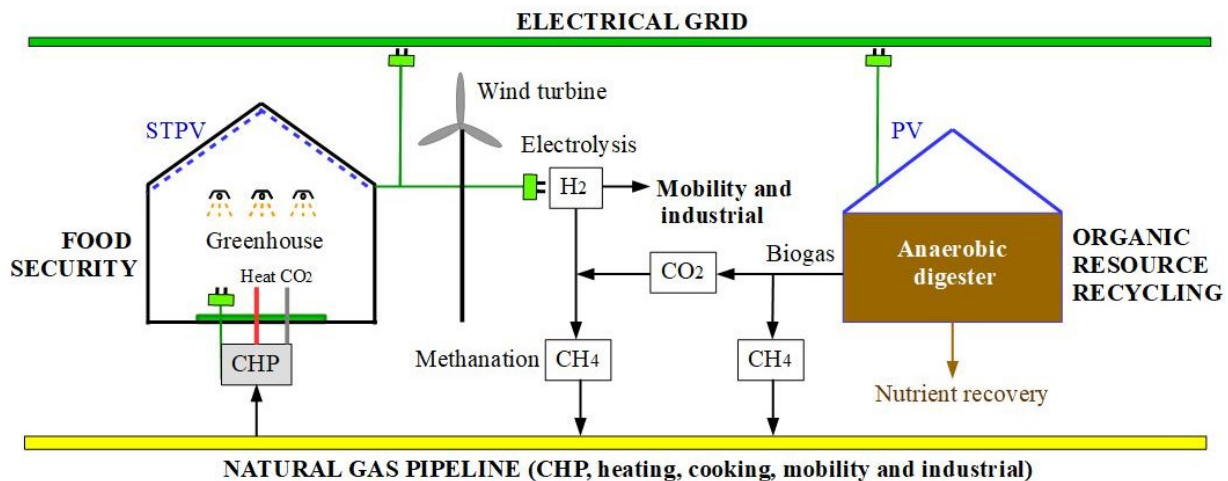 ELECTRICAL GRID
Wind turbine
STPV
PV
Electrolysis
H2
Mobility and
industrial
Greenhouse
FOOD
SECURITY
Heat CO2
CHP
Biogas
CO2
Anaerobic
digester
ORGANIC
RESOURCE
RECYCLING
Methanation
CH4
CH4
Nutrient recovery
NATURAL GAS PIPELINE (CHP, heating, cooking, mobility and industrial)